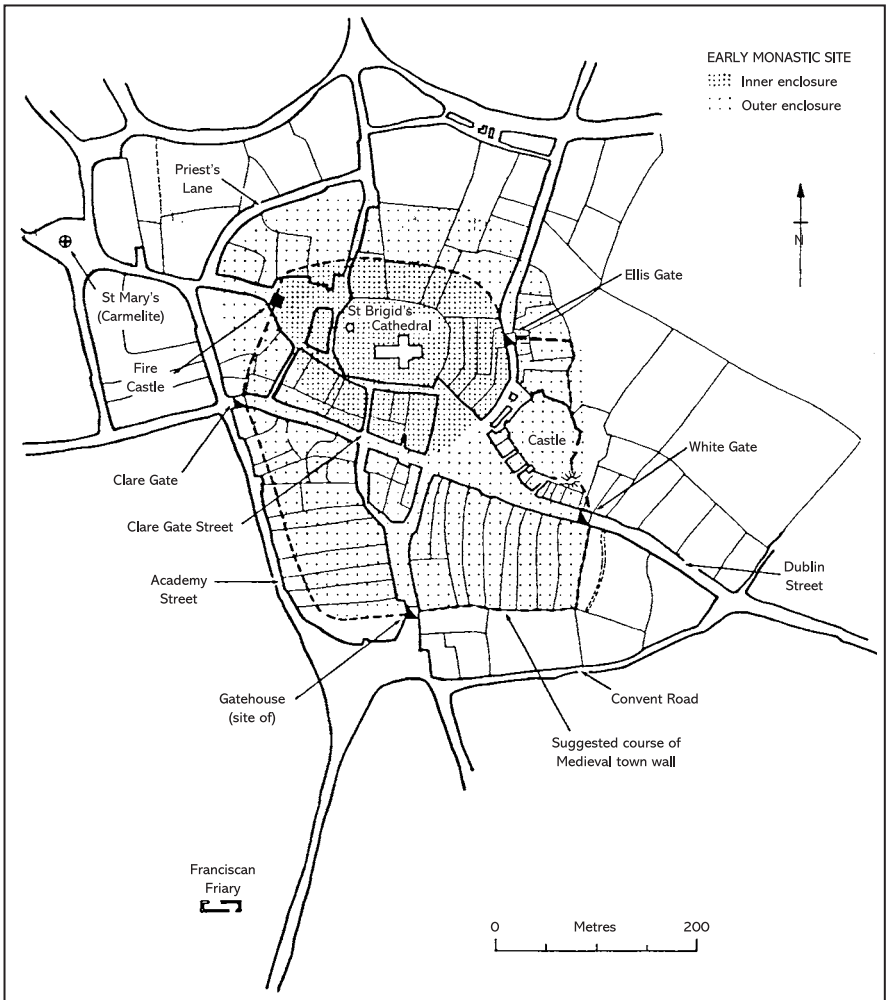 EARLY MONASTIC SITE
Inner enclosure
Outer enclosure
Priest's
Lane
N
Ellis Gate
St Mary's
(Carmelite)
St Brigid's
Cathedral
Fire
Castle
Castle
White Gate
Clare Gate
Clare Gate Street
Dublin
Street
Academy
Street
Gatehouse
(site of)
Convent Road
Suggested course of
Medieval town wall
Franciscan
Friary
0 Metres 200